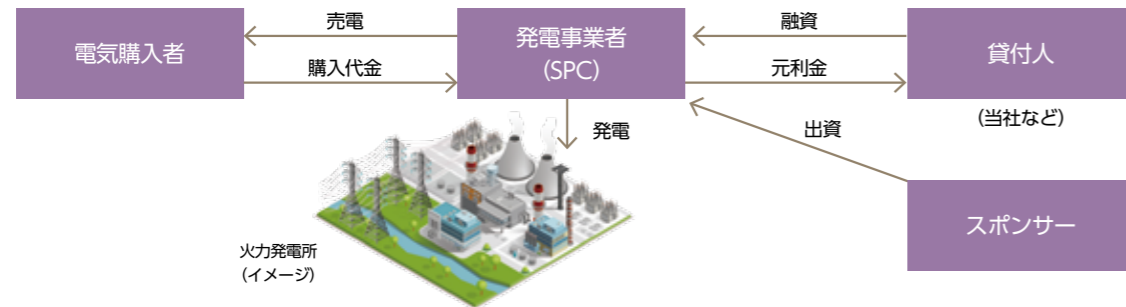 売電
電気購入者
購入代金
発電事業者
(SPC)
融資
元利金
貸付人
(当社など)
発電
出資
スポンサー
火力発電所
(イメージ)